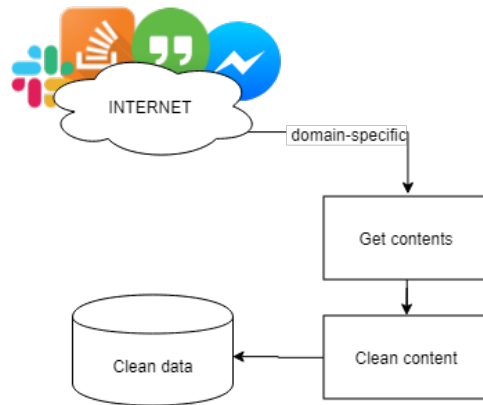 INTERNET
domain-specific
Get contents
Clean content
Clean data